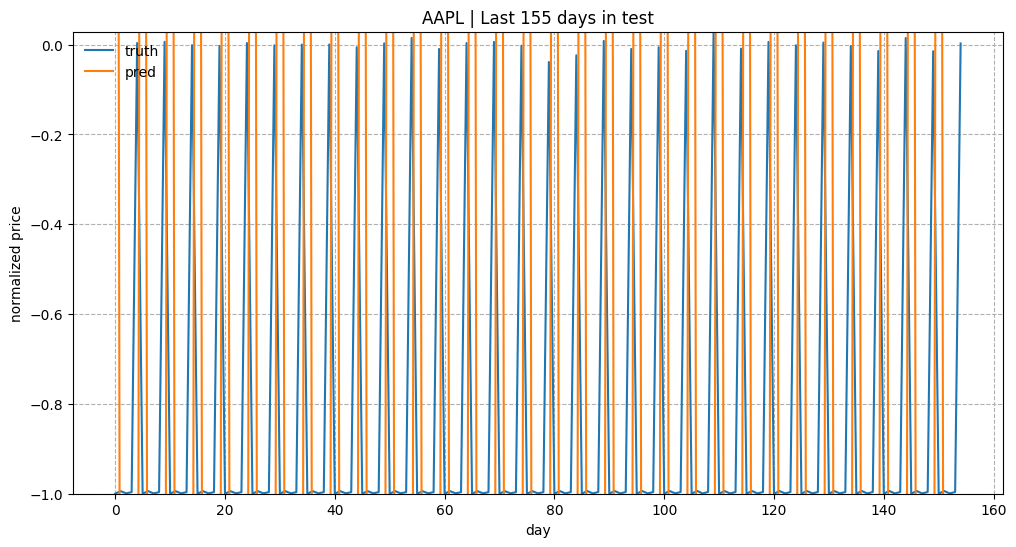 AAPL | Last 155 days in test
truth
pred
0.0
−0.2
−0.4
−0.6
−0.8
−1.0
normalized price
0 20 40 60 80 100 120 140 160
day